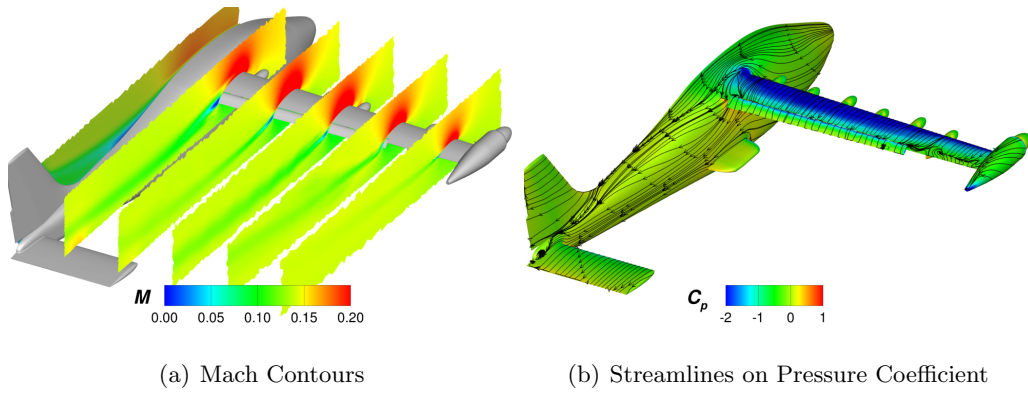 M
0.00 0.05 0.10 0.15 0.20
C_p
-2 -1 0 1
(a) Mach Contours
(b) Streamlines on Pressure Coefficient